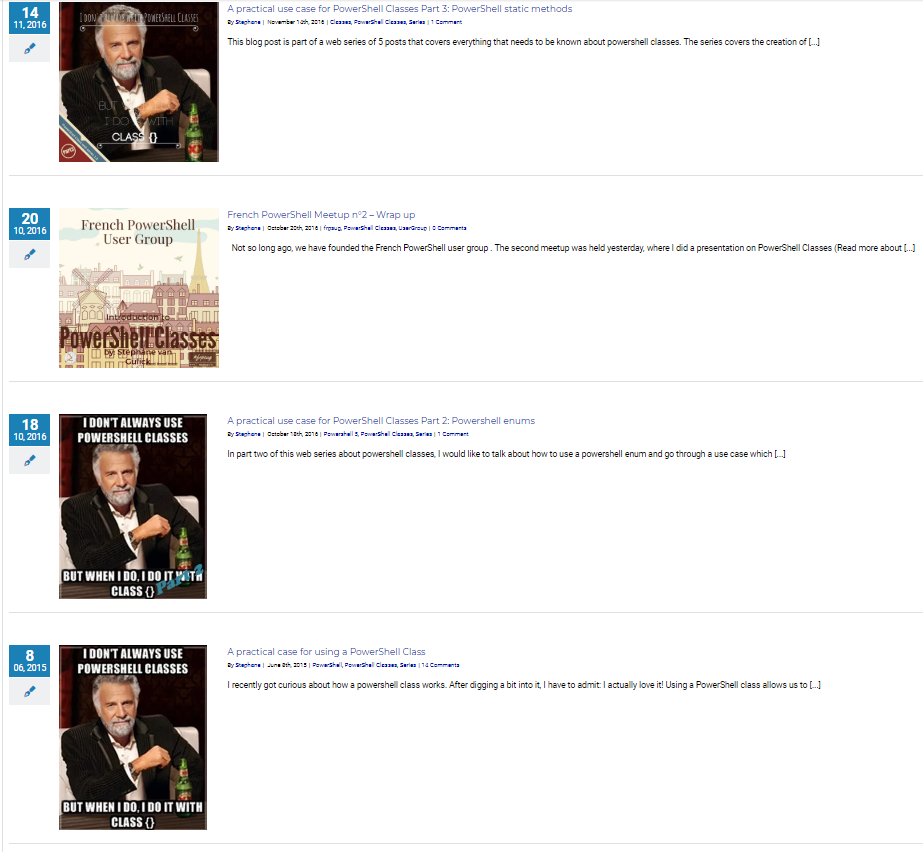 14
11, 2016
I DON'T ALWAYS WRITE POWERSHELL CLASSES
BUT WHEN
I DO, I DO IT WITH
CLASS {}
A practical use case for PowerShell Classes Part 3: PowerShell static methods
By Stephane | November 14th, 2016 | Classes, PowerShell Classes, Series | 1 Comment
This blog post is part of a web series of 5 posts that covers everything that needs to be known about powershell classes. The series covers the creation of [...]
20
10, 2016
French PowerShell
User Group
Introduction to
PowerShell Classes
by: Stephane van
Gulick
French PowerShell Meetup n°2 – Wrap up
By Stephane | October 20th, 2016 | frpsug, PowerShell Classes, UserGroup | 0 Comments
Not so long ago, we have founded the French PowerShell user group . The second meetup was held yesterday, where I did a presentation on PowerShell Classes (Read more about [...]
18
10, 2016
I DON'T ALWAYS USE
POWERSHELL CLASSES
BUT WHEN I DO, I DO IT WITH
CLASS {}
Part 2
A practical use case for PowerShell Classes Part 2: Powershell enums
By Stephane | October 18th, 2016 | Powershell 5, PowerShell Classes, Series | 1 Comment
In part two of this web series about powershell classes, I would like to talk about how to use a powershell enum and go through a use case which [...]
8
06, 2015
I DON'T ALWAYS USE
POWERSHELL CLASSES
BUT WHEN I DO, I DO IT WITH
CLASS {}
A practical case for using a PowerShell Class
By Stephane | June 8th, 2015 | PowerShell, PowerShell Classes, Series | 14 Comments
I recently got curious about how a powershell class works. After digging a bit into it, I have to admit: I actually love it! Using a PowerShell class allows us to [...]